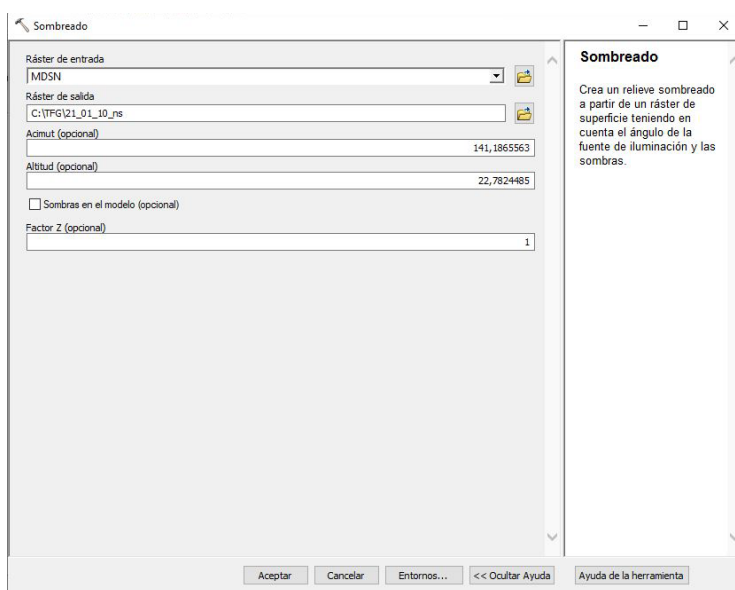 Sombreado
Ráster de entrada
MDSN
Ráster de salida
C:\TFG\21_01_10_ns
Acimut (opcional)
141,1865563
Altitud (opcional)
22,7824485
Sombras en el modelo (opcional)
Factor Z (opcional)
1
Sombreado
Crea un relieve sombreado
a partir de un ráster de
superficie teniendo en
cuenta el ángulo de la
fuente de iluminación y las
sombras.
Aceptar
Cancelar
Entornos...
<< Ocultar Ayuda
Ayuda de la herramienta